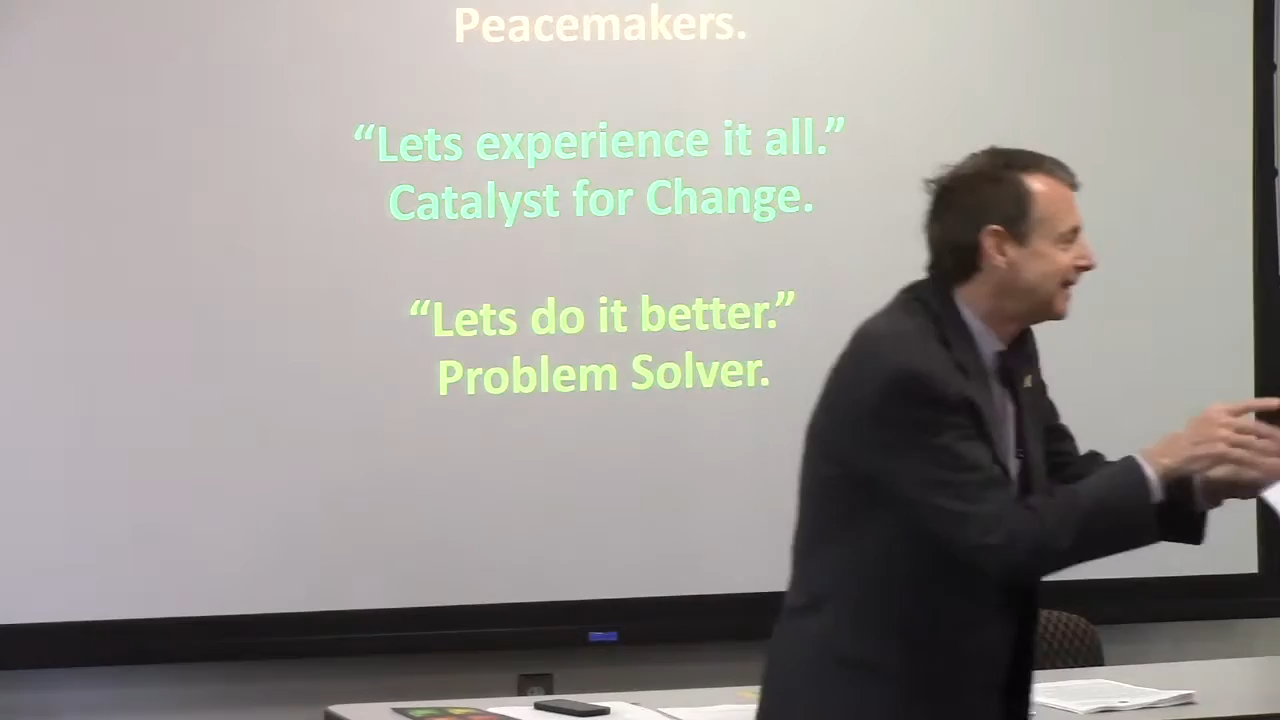 Peacemakers.
“Lets experience it all.”
Catalyst for Change.
“Lets do it better.”
Problem Solver.